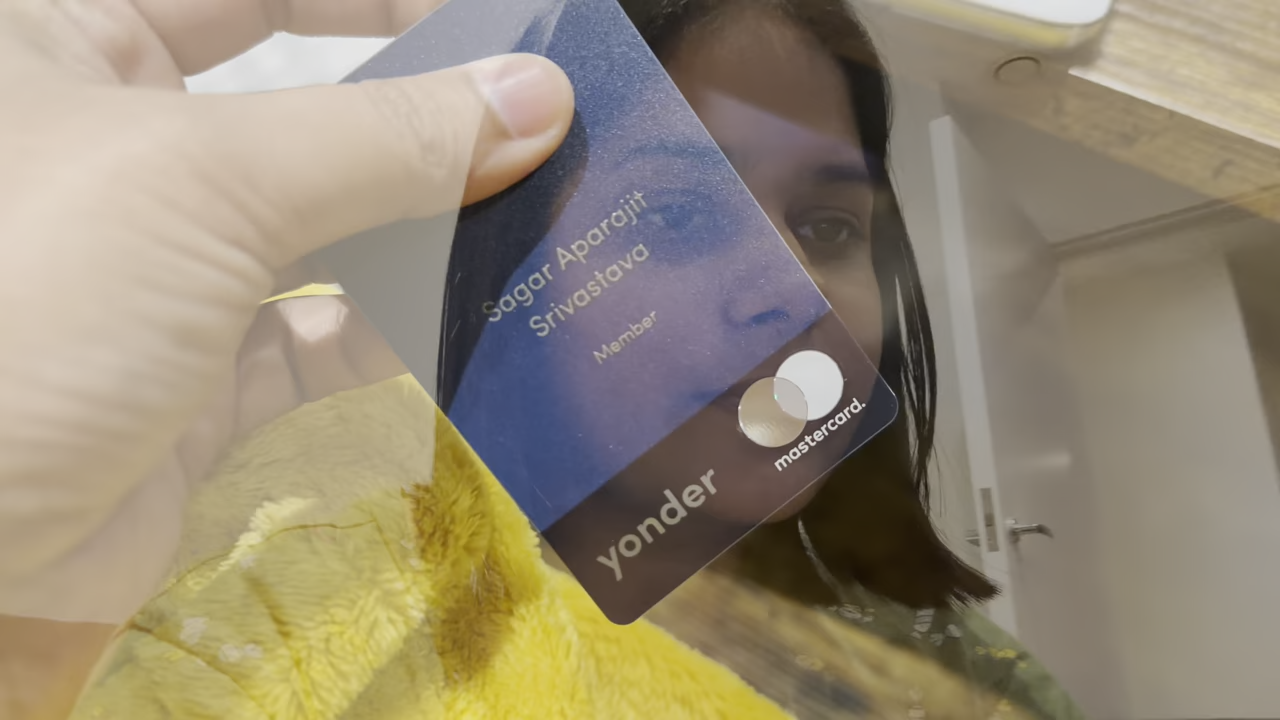 Sagar Aparajit
Srivastava
Member
yonder
mastercard.